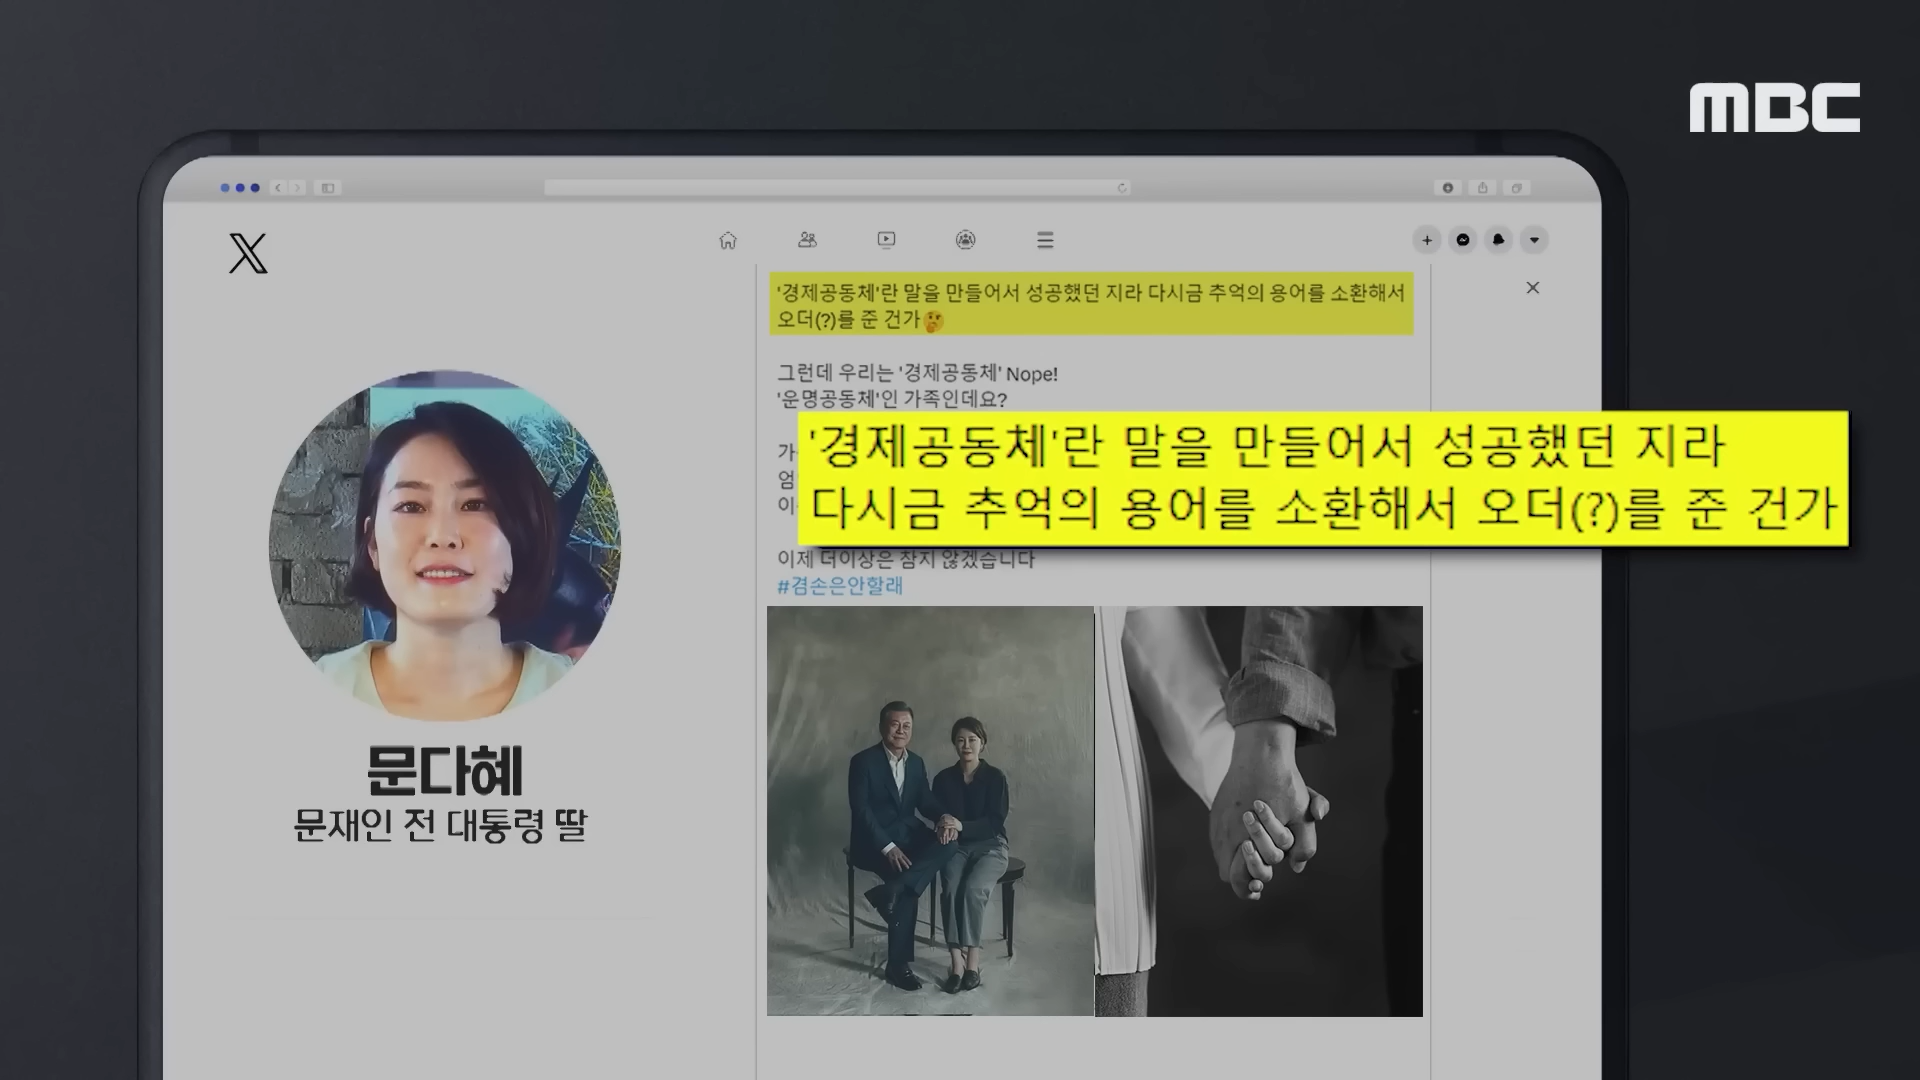 MBC
X
'경제공동체'란 말을 만들어서 성공했던 지라 다시금 추억의 용어를 소환해서
오더(?)를 준 건가🤔
그런데 우리는 '경제공동체' Nope!
'운명공동체'인 가족인데요?
가
엄
이
'경제공동체'란 말을 만들어서 성공했던 지라
다시금 추억의 용어를 소환해서 오더(?)를 준 건가
이제 더이상은 참지 않겠습니다
#겸손은안할래
문다혜
문재인 전 대통령 딸